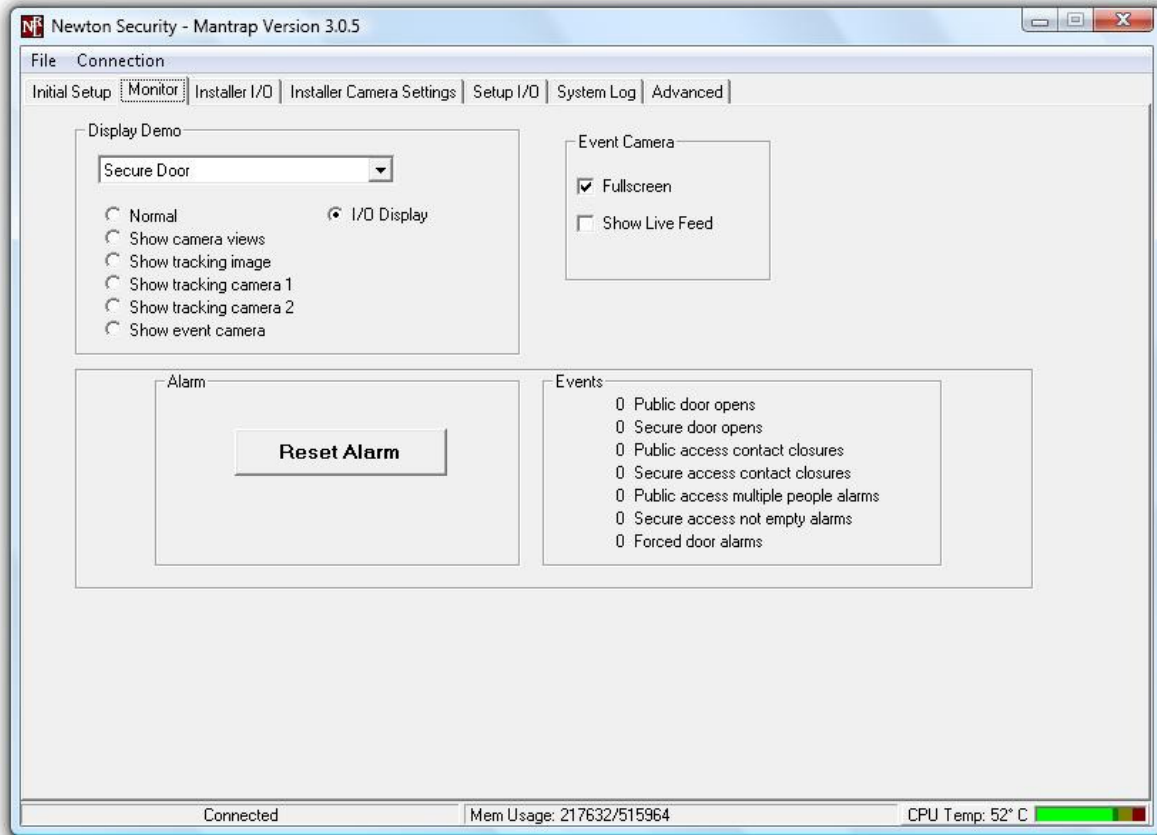 Newton Security - Mantrap Version 3.0.5
File Connection
Initial Setup Monitor Installer I/O Installer Camera Settings Setup I/O System Log Advanced
Display Demo
Secure Door
Normal
I/O Display
Show camera views
Show tracking image
Show tracking camera 1
Show tracking camera 2
Show event camera
Event Camera
Fullscreen
Show Live Feed
Alarm
Reset Alarm
Events
0 Public door opens
0 Secure door opens
0 Public access contact closures
0 Secure access contact closures
0 Public access multiple people alarms
0 Secure access not empty alarms
0 Forced door alarms
Connected
Mem Usage: 217632/515964
CPU Temp: 52° C